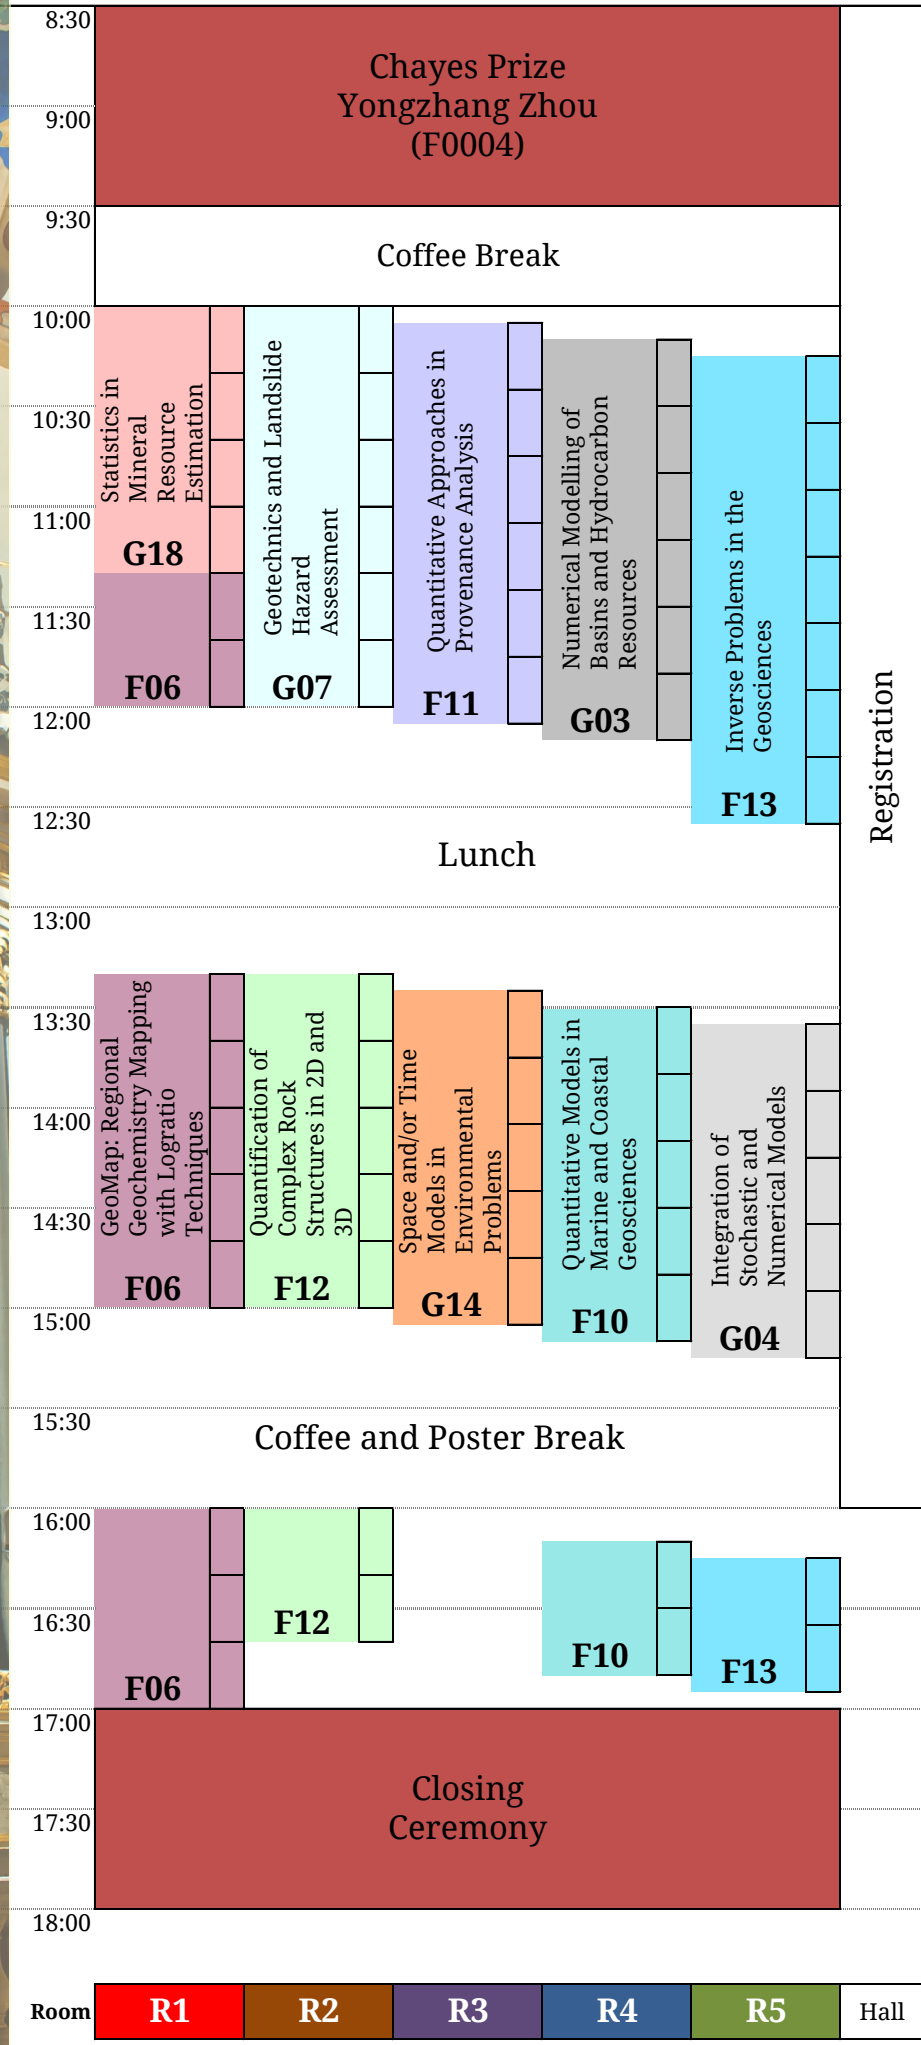 8:30
Chayes Prize
Yongzhang Zhou
(F0004)
9:00
9:30
Coffee Break
10:00
10:30
11:00
11:30
12:00
Statistics in
Mineral
Resource
Estimation
G18
F06
Geotechnics and Landslide
Hazard
Assessment
G07
Quantitative Approaches in
Provenance Analysis
F11
Numerical Modelling of
Basins and Hydrocarbon
Resources
G03
Inverse Problems in the
Geosciences
F13
Registration
12:30
Lunch
13:00
13:30
14:00
14:30
15:00
GeoMap: Regional
Geochemistry Mapping
with Logratio
Techniques
F06
Quantification of
Complex Rock
Structures in 2D and
3D
F12
Space and/or Time
Models in
Environmental
Problems
G14
Quantitative Models in
Marine and Coastal
Geosciences
F10
Integration of
Stochastic and
Numerical Models
G04
15:30
Coffee and Poster Break
16:00
16:30
F06
F12
F10
F13
17:00
Closing
Ceremony
17:30
18:00
Room R1 R2 R3 R4 R5 Hall